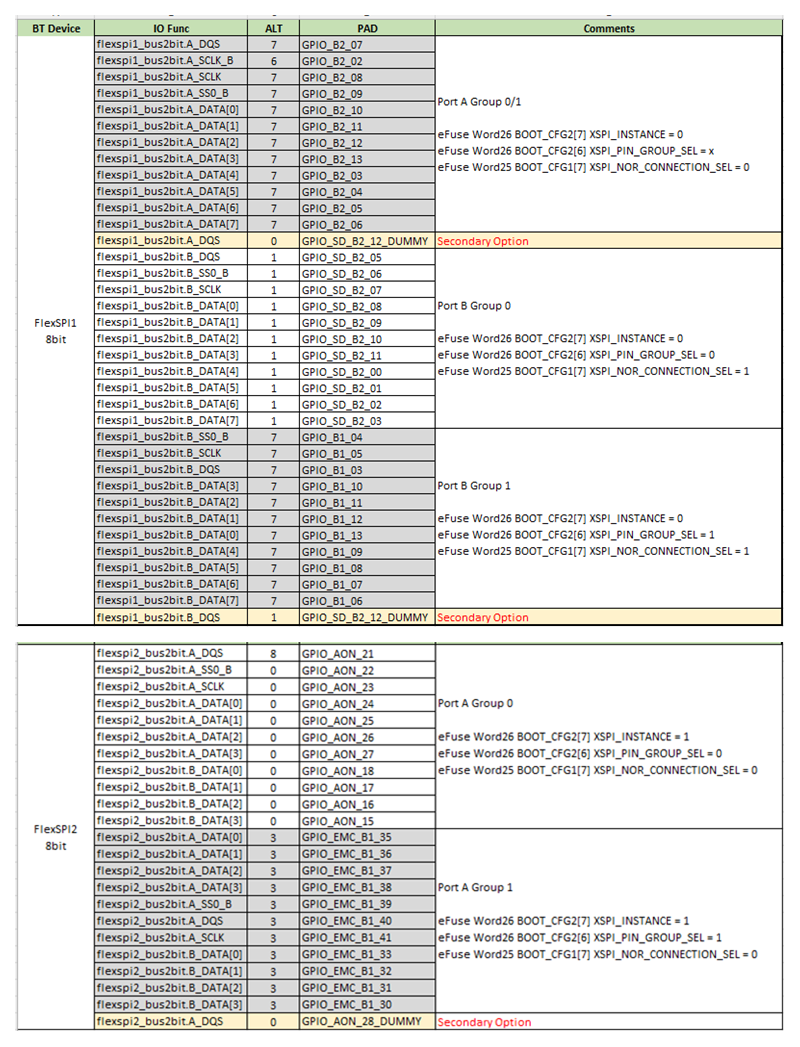 BT Device IO Func ALT PAD Comments
flexspi1_bus2bit.A_DQS 7 GPIO_B2_07
flexspi1_bus2bit.A_SCLK_B 6 GPIO_B2_02
flexspi1_bus2bit.A_SCLK 7 GPIO_B2_08
flexspi1_bus2bit.A_SS0_B 7 GPIO_B2_09
flexspi1_bus2bit.A_DATA[0] 7 GPIO_B2_10
Port A Group 0/1
flexspi1_bus2bit.A_DATA[1] 7 GPIO_B2_11
eFuse Word26 BOOT_CFG2[7] XSPI_INSTANCE = 0
flexspi1_bus2bit.A_DATA[2] 7 GPIO_B2_12
eFuse Word26 BOOT_CFG2[6] XSPI_PIN_GROUP_SEL = x
flexspi1_bus2bit.A_DATA[3] 7 GPIO_B2_13
eFuse Word25 BOOT_CFG1[7] XSPI_NOR_CONNECTION_SEL = 0
flexspi1_bus2bit.A_DATA[4] 7 GPIO_B2_03
flexspi1_bus2bit.A_DATA[5] 7 GPIO_B2_04
flexspi1_bus2bit.A_DATA[6] 7 GPIO_B2_05
flexspi1_bus2bit.A_DATA[7] 7 GPIO_B2_06
flexspi1_bus2bit.A_DQS 0 GPIO_SD_B2_12_DUMMY Secondary Option
flexspi1_bus2bit.B_DQS 1 GPIO_SD_B2_05
flexspi1_bus2bit.B_SS0_B 1 GPIO_SD_B2_06
flexspi1_bus2bit.B_SCLK 1 GPIO_SD_B2_07
flexspi1_bus2bit.B_DATA[0] 1 GPIO_SD_B2_08 Port B Group 0
FlexSPI1
8bit
flexspi1_bus2bit.B_DATA[1] 1 GPIO_SD_B2_09
flexspi1_bus2bit.B_DATA[2] 1 GPIO_SD_B2_10 eFuse Word26 BOOT_CFG2[7] XSPI_INSTANCE = 0
flexspi1_bus2bit.B_DATA[3] 1 GPIO_SD_B2_11 eFuse Word26 BOOT_CFG2[6] XSPI_PIN_GROUP_SEL = 0
flexspi1_bus2bit.B_DATA[4] 1 GPIO_SD_B2_00 eFuse Word25 BOOT_CFG1[7] XSPI_NOR_CONNECTION_SEL = 1
flexspi1_bus2bit.B_DATA[5] 1 GPIO_SD_B2_01
flexspi1_bus2bit.B_DATA[6] 1 GPIO_SD_B2_02
flexspi1_bus2bit.B_DATA[7] 1 GPIO_SD_B2_03
flexspi1_bus2bit.B_SS0_B 7 GPIO_B1_04
flexspi1_bus2bit.B_SCLK 7 GPIO_B1_05
flexspi1_bus2bit.B_DQS 7 GPIO_B1_03
flexspi1_bus2bit.B_DATA[3] 7 GPIO_B1_10 Port B Group 1
flexspi1_bus2bit.B_DATA[2] 7 GPIO_B1_11
flexspi1_bus2bit.B_DATA[1] 7 GPIO_B1_12 eFuse Word26 BOOT_CFG2[7] XSPI_INSTANCE = 0
flexspi1_bus2bit.B_DATA[0] 7 GPIO_B1_13 eFuse Word26 BOOT_CFG2[6] XSPI_PIN_GROUP_SEL = 1
flexspi1_bus2bit.B_DATA[4] 7 GPIO_B1_09 eFuse Word25 BOOT_CFG1[7] XSPI_NOR_CONNECTION_SEL = 1
flexspi1_bus2bit.B_DATA[5] 7 GPIO_B1_08
flexspi1_bus2bit.B_DATA[6] 7 GPIO_B1_07
flexspi1_bus2bit.B_DATA[7] 7 GPIO_B1_06
flexspi1_bus2bit.B_DQS 1 GPIO_SD_B2_12_DUMMY Secondary Option
flexspi2_bus2bit.A_DQS 8 GPIO_AON_21
flexspi2_bus2bit.A_SS0_B 0 GPIO_AON_22
flexspi2_bus2bit.A_SCLK 0 GPIO_AON_23
flexspi2_bus2bit.A_DATA[0] 0 GPIO_AON_24 Port A Group 0
flexspi2_bus2bit.A_DATA[1] 0 GPIO_AON_25
flexspi2_bus2bit.A_DATA[2] 0 GPIO_AON_26 eFuse Word26 BOOT_CFG2[7] XSPI_INSTANCE = 1
flexspi2_bus2bit.A_DATA[3] 0 GPIO_AON_27 eFuse Word26 BOOT_CFG2[6] XSPI_PIN_GROUP_SEL = 0
flexspi2_bus2bit.B_DATA[0] 0 GPIO_AON_18 eFuse Word25 BOOT_CFG1[7] XSPI_NOR_CONNECTION_SEL = 0
flexspi2_bus2bit.B_DATA[1] 0 GPIO_AON_17
flexspi2_bus2bit.B_DATA[2] 0 GPIO_AON_16
flexspi2_bus2bit.B_DATA[3] 0 GPIO_AON_15
FlexSPI2
8bit
flexspi2_bus2bit.A_DATA[0] 3 GPIO_EMC_B1_35
flexspi2_bus2bit.A_DATA[1] 3 GPIO_EMC_B1_36
flexspi2_bus2bit.A_DATA[2] 3 GPIO_EMC_B1_37
flexspi2_bus2bit.A_DATA[3] 3 GPIO_EMC_B1_38 Port A Group 1
flexspi2_bus2bit.A_SS0_B 3 GPIO_EMC_B1_39
flexspi2_bus2bit.A_DQS 3 GPIO_EMC_B1_40 eFuse Word26 BOOT_CFG2[7] XSPI_INSTANCE = 1
flexspi2_bus2bit.A_SCLK 3 GPIO_EMC_B1_41 eFuse Word26 BOOT_CFG2[6] XSPI_PIN_GROUP_SEL = 1
flexspi2_bus2bit.B_DATA[0] 3 GPIO_EMC_B1_33 eFuse Word25 BOOT_CFG1[7] XSPI_NOR_CONNECTION_SEL = 0
flexspi2_bus2bit.B_DATA[1] 3 GPIO_EMC_B1_32
flexspi2_bus2bit.B_DATA[2] 3 GPIO_EMC_B1_31
flexspi2_bus2bit.B_DATA[3] 3 GPIO_EMC_B1_30
flexspi2_bus2bit.A_DQS 0 GPIO_AON_28_DUMMY Secondary Option